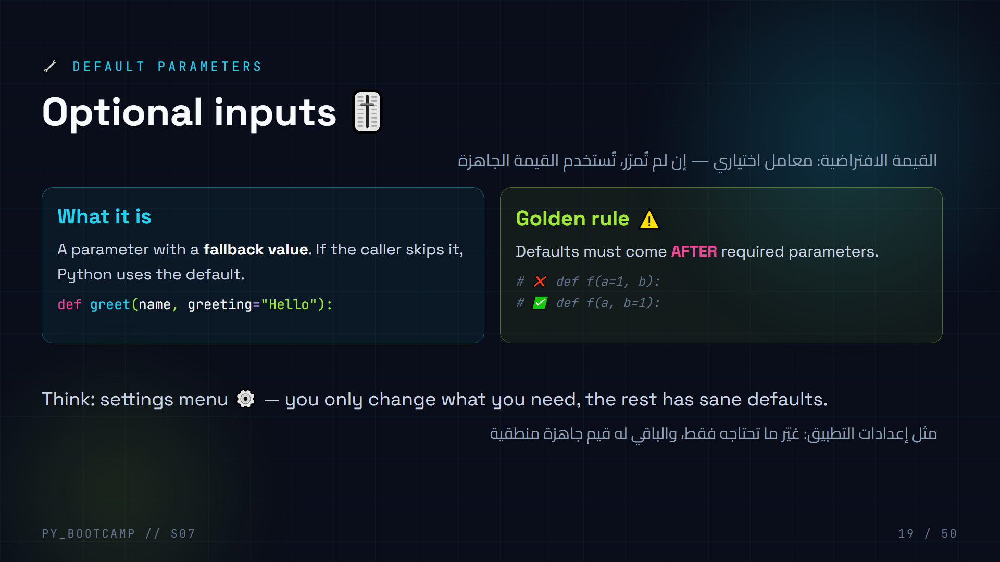 🔧 DEFAULT PARAMETERS
Optional inputs 🎚️
القيمة الافتراضية: معامل اختياري — إن لم تُمرّر، تُستخدم القيمة الجاهزة
What it is
A parameter with a fallback value. If the caller skips it,
Python uses the default.
def greet(name, greeting="Hello"):
Golden rule ⚠️
Defaults must come AFTER required parameters.
# ❌ def f(a=1, b):
# ✅ def f(a, b=1):
Think: settings menu ⚙️ — you only change what you need, the rest has sane defaults.
مثل إعدادات التطبيق: غيّر ما تحتاجه فقط، والباقي له قيم جاهزة منطقية
PY_BOOTCAMP // S07
19 / 50